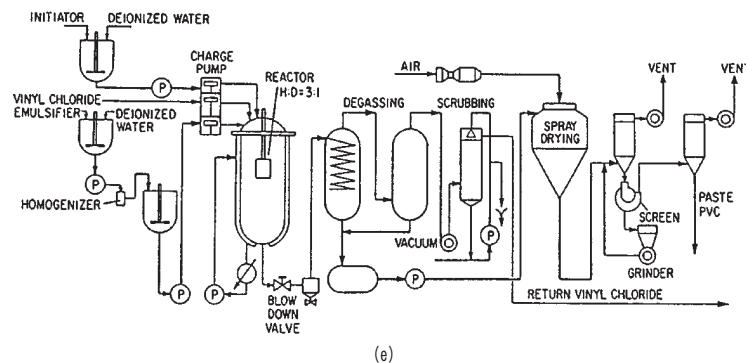 INITIATOR
DEIONIZED WATER
CHARGE
PUMP
P
VINYL CHLORIDE
EMULSIFIER
DEIONIZED
WATER
P
HOMOGENIZER
P
REACTOR
H:D=3:1
P
BLOW
DOWN
VALVE
DEGASSING
AIR
SCRUBBING
VACUUM
P
P
SPRAY
DRYING
VENT
VENT
SCREEN
GRINDER
PASTE
PVC
RETURN VINYL CHLORIDE
(e)